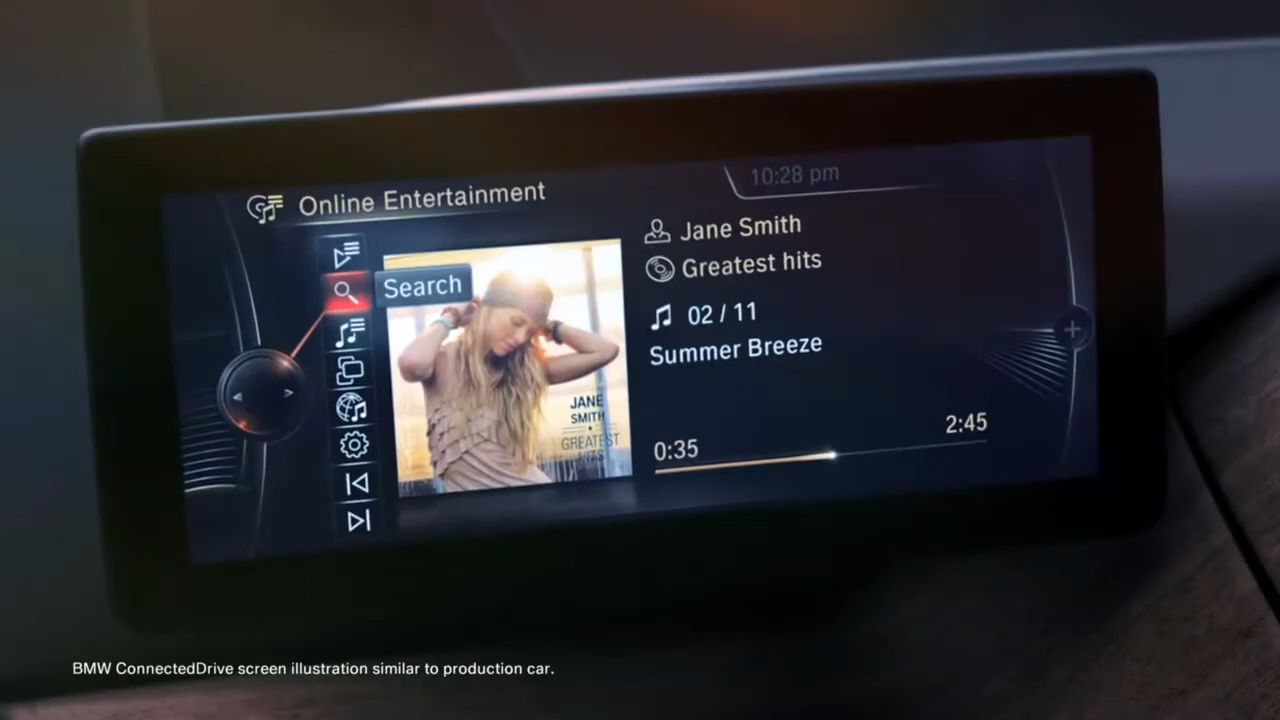 Online Entertainment
10:28 pm
Search
Jane Smith
Greatest hits
02 / 11
Summer Breeze
0:35
2:45
JANE
SMITH
GREATEST
HITS
BMW ConnectedDrive screen illustration similar to production car.